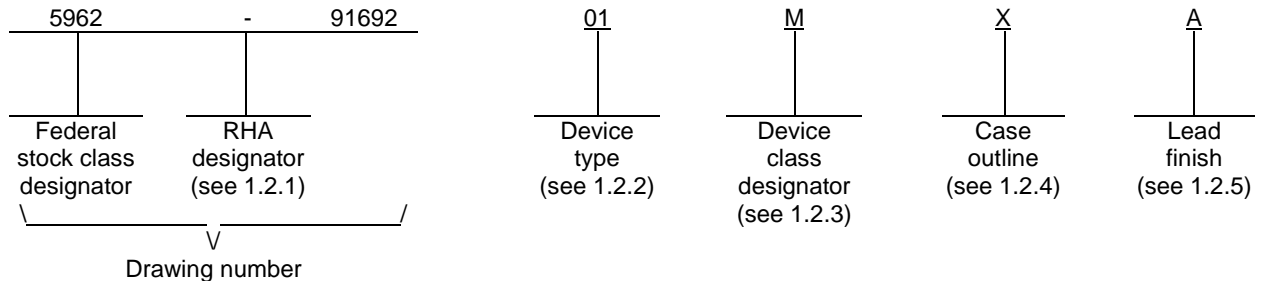 5962 - 91692 01 M X A
Federal RHA Device Device Case Lead
stock class designator type class outline finish
designator (see 1.2.1) (see 1.2.2) designator (see 1.2.4) (see 1.2.5)
(see 1.2.3)
Drawing number